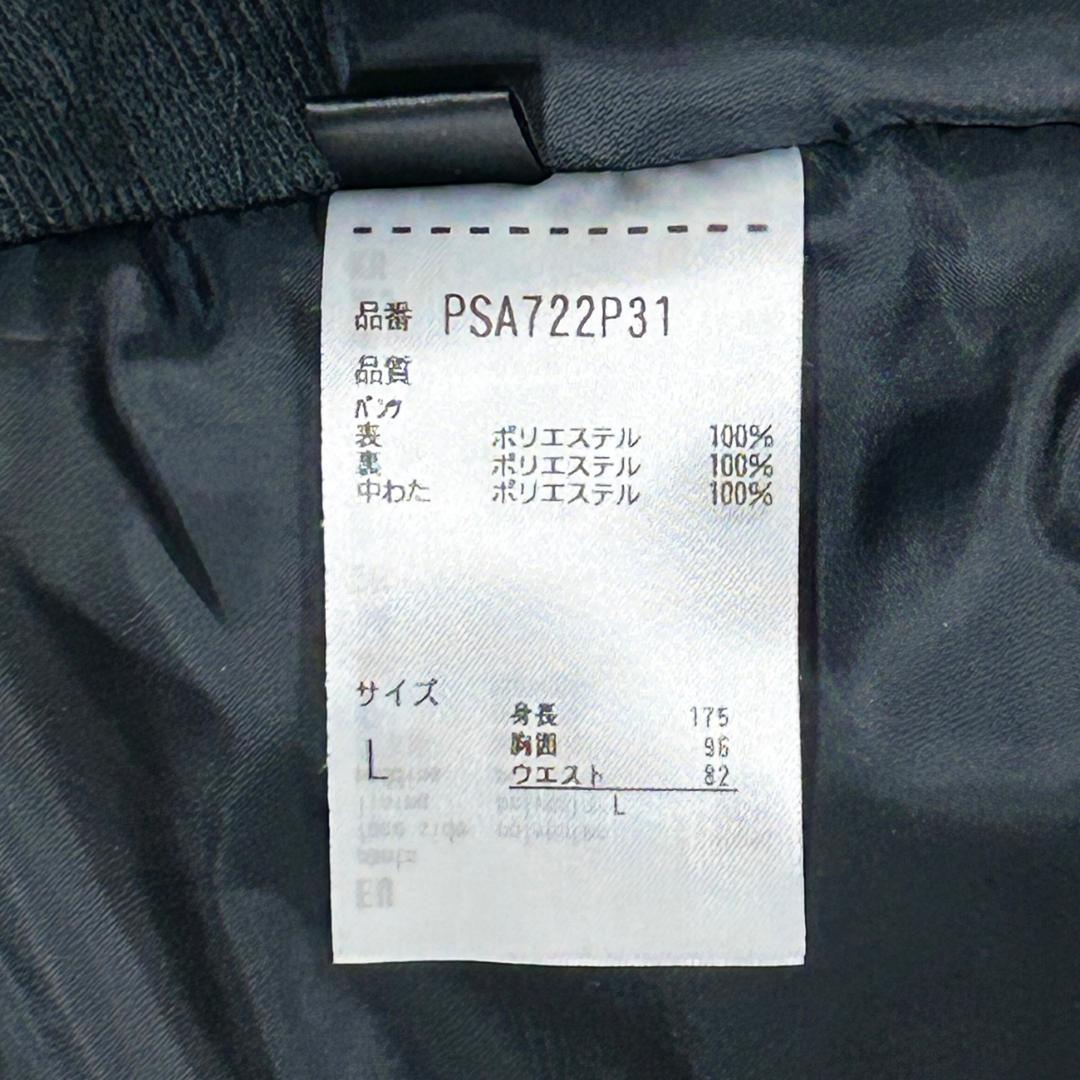 品番 PSA722P31
品質
パンツ
表 ポリエステル 100%
裏 ポリエステル 100%
中わた ポリエステル 100%
サイズ
L
身長 175
胸囲 96
ウエスト 82
L